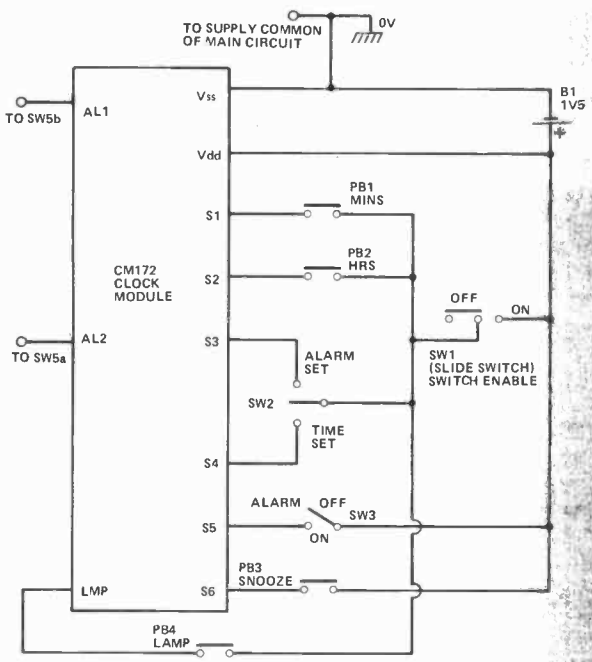 TO SUPPLY COMMON
OF MAIN CIRCUIT
0V
B1
1V5
+
AL1
TO SW5b
Vss
Vdd
PB1
MINS
S1
PB2
HRS
S2
CM172
CLOCK
MODULE
OFF
ON
AL2
TO SW5a
S3
ALARM
SET
SW1
(SLIDE SWITCH)
SWITCH ENABLE
SW2
TIME
SET
S4
ALARM
OFF
SW3
S5
ON
PB3
SNOOZE
LMP
S6
PB4
LAMP